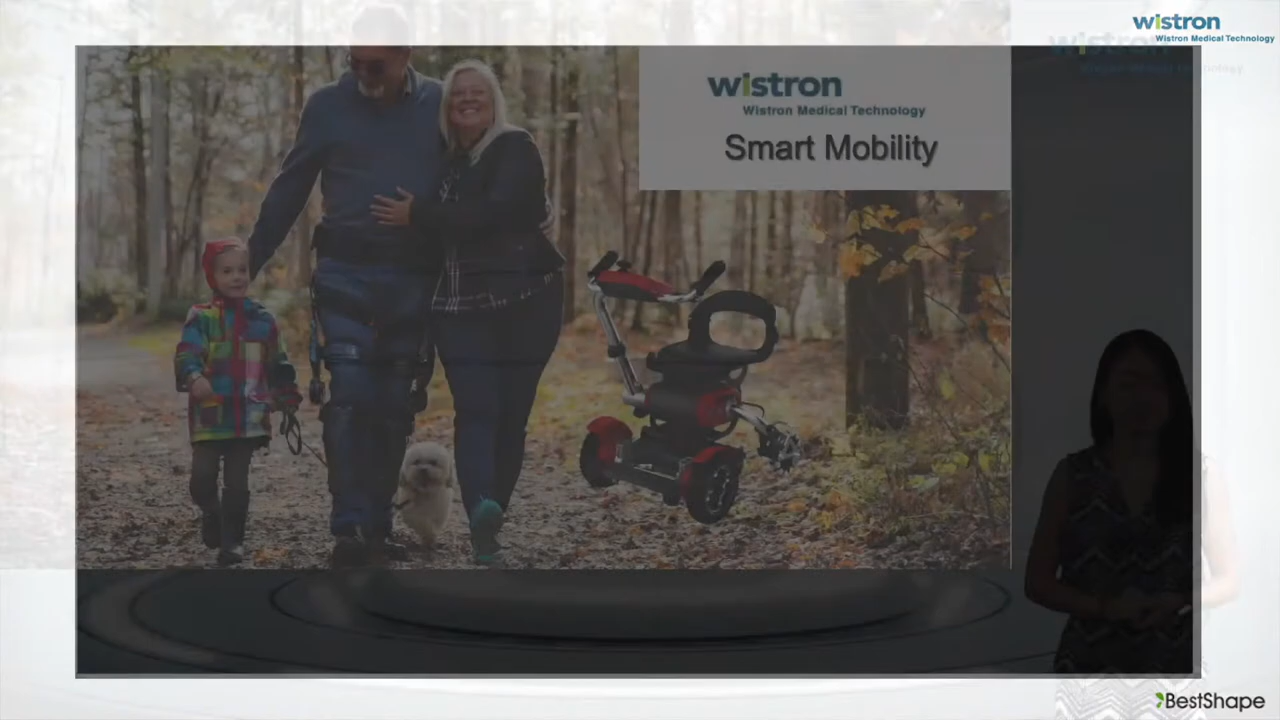 wistron
Wistron Medical Technology
wistron
Wistron Medical Technology
Smart Mobility
BestShape